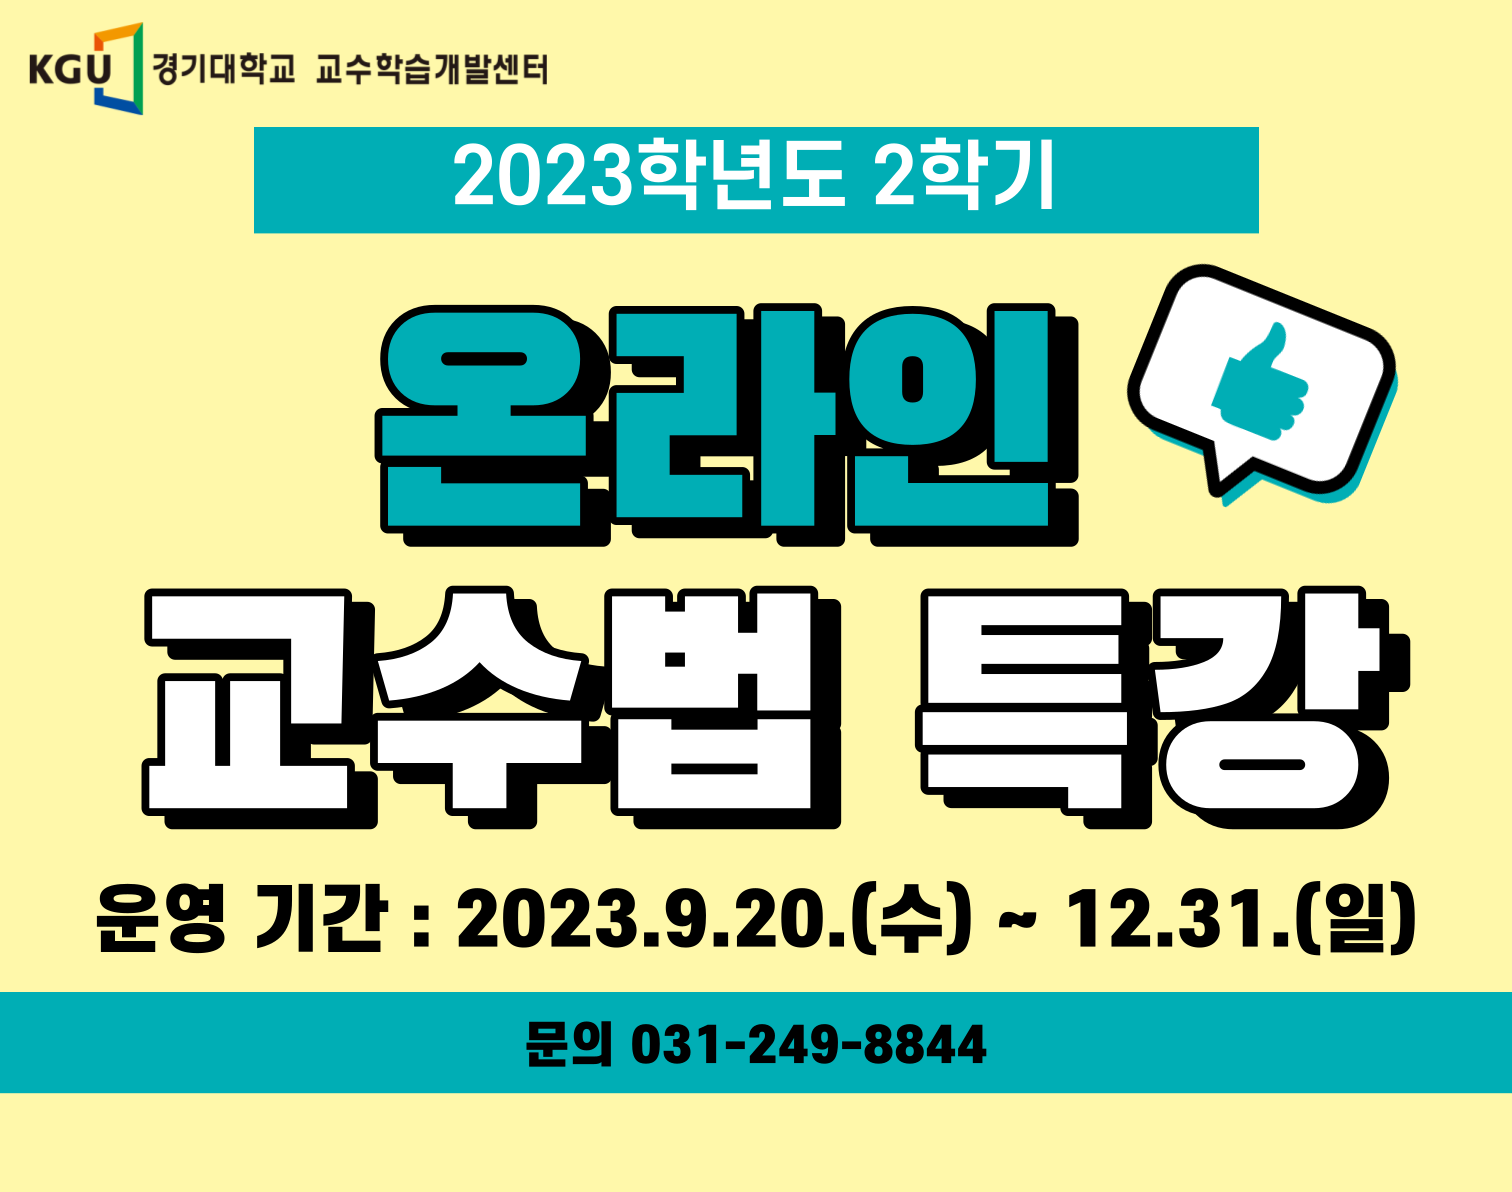 KGU 경기대학교 교수학습개발센터
2023학년도 2학기
온라인
교수법 특강
운영 기간 : 2023.9.20.(수) ~ 12.31.(일)
문의 031-249-8844